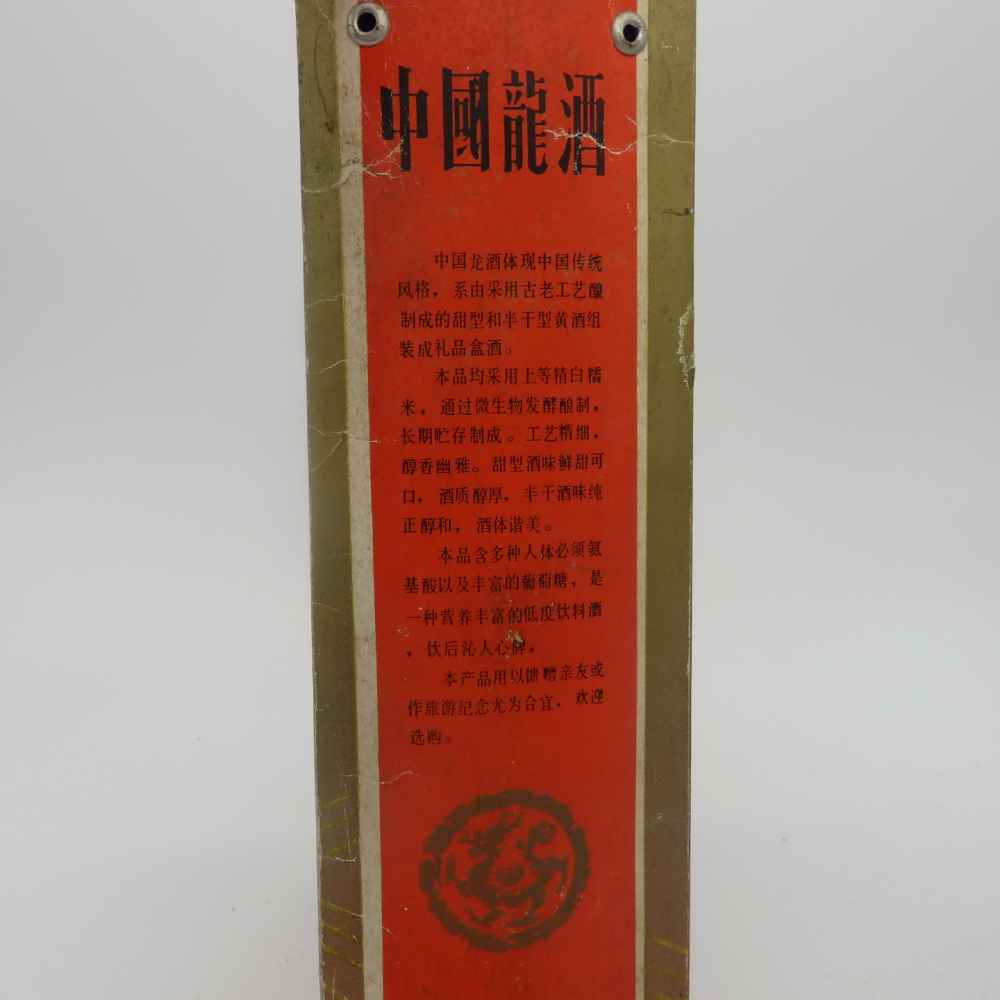 中國龍酒
中国龙酒体现中国传统
风格，系由采用古老工艺酿
制成的甜型和半干型黄酒组
装成礼品盒酒。
本品均采用上等精白糯
米，通过微生物发酵酿制，
长期贮存制成。工艺精细，
醇香幽雅。甜型酒味鲜甜可
口，酒质醇厚，半干酒味纯
正醇和，酒体谐美。
本品含多种人体必须氨
基酸以及丰富的葡萄糖，是
一种营养丰富的低度饮料酒
，饮后沁人心脾。
本产品用以馈赠亲友或
作旅游纪念尤为合宜，欢迎
选购。